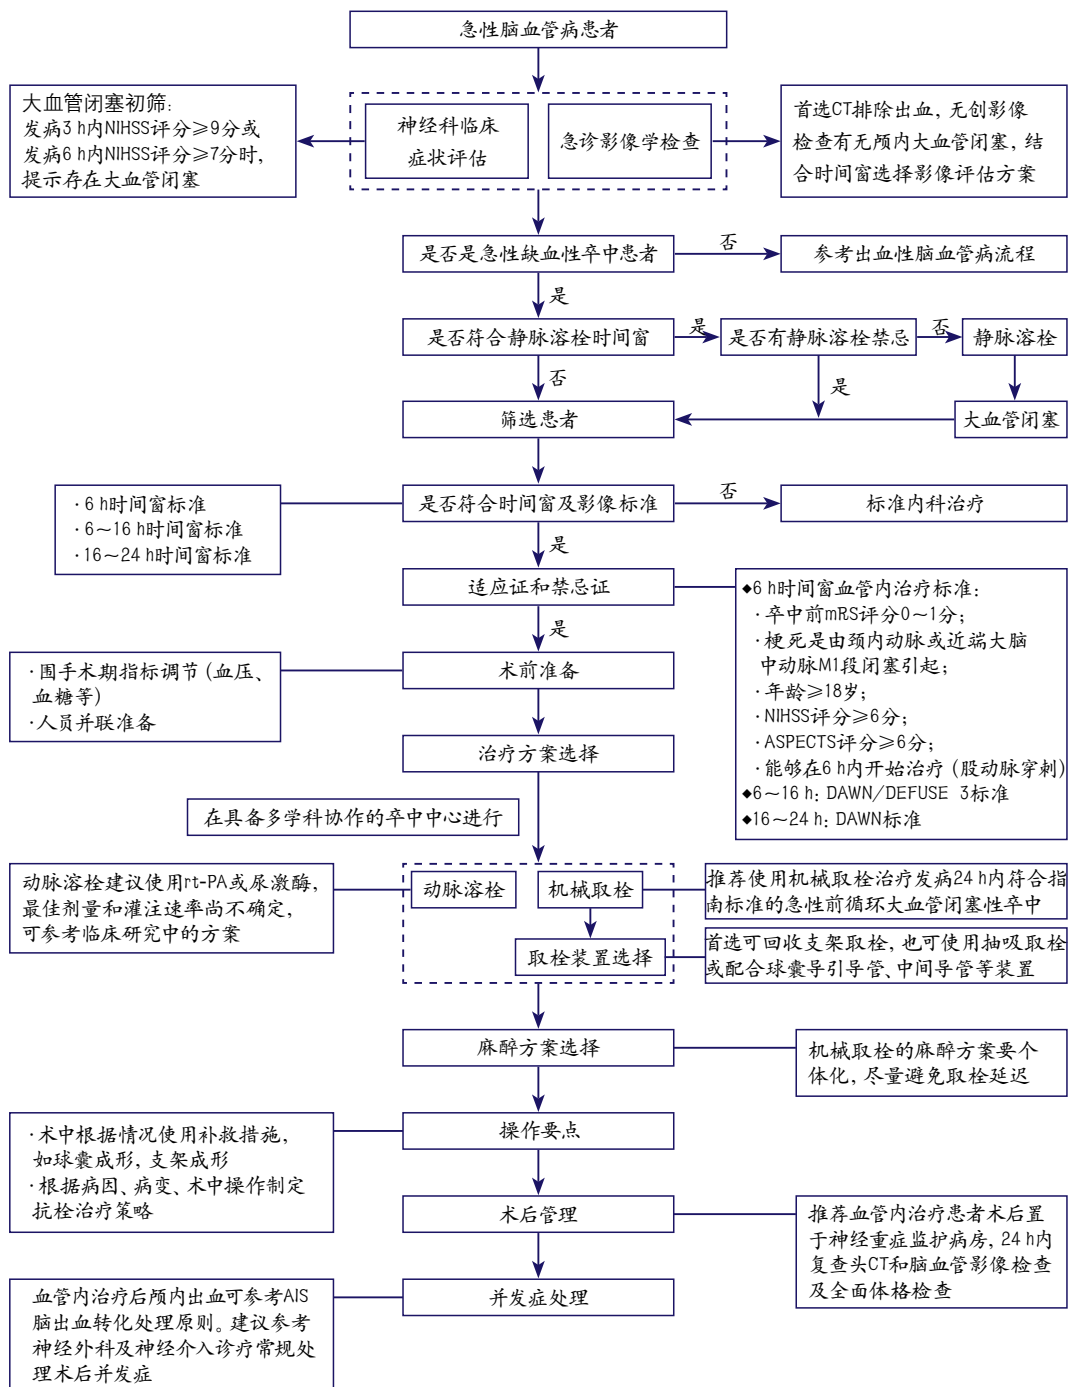 急性脑血管病患者
大血管闭塞初筛:
发病3 h内NIHSS评分≥9分或
发病6 h内NIHSS评分≥7分时,
提示存在大血管闭塞
神经科临床
症状评估
急诊影像学检查
首选CT排除出血, 无创影像
检查有无颅内大血管闭塞, 结
合时间窗选择影像评估方案
是否是急性缺血性卒中患者
否
参考出血性脑血管病流程
是
是否符合静脉溶栓时间窗
是
是否有静脉溶栓禁忌
否
静脉溶栓
否
是
筛选患者
大血管闭塞
·6 h时间窗标准
·6~16 h时间窗标准
·16~24 h时间窗标准
是否符合时间窗及影像标准
否
标准内科治疗
是
适应证和禁忌证
◆6 h时间窗血管内治疗标准:
·卒中前mRS评分0~1分;
·梗死是由颈内动脉或近端大脑
中动脉M1段闭塞引起;
·年龄≥18岁;
·NIHSS评分≥6分;
·ASPECTS评分≥6分;
·能够在6 h内开始治疗 (股动脉穿刺)
◆6~16 h: DAWN/DEFUSE 3标准
◆16~24 h: DAWN标准
是
·围手术期指标调节 (血压、
血糖等)
·人员并联准备
术前准备
治疗方案选择
在具备多学科协作的卒中中心进行
动脉溶栓建议使用rt-PA或尿激酶,
最佳剂量和灌注速率尚不确定,
可参考临床研究中的方案
动脉溶栓
机械取栓
推荐使用机械取栓治疗发病24 h内符合指
南标准的急性前循环大血管闭塞性卒中
取栓装置选择
首选可回收支架取栓, 也可使用抽吸取栓
或配合球囊导引导管、中间导管等装置
麻醉方案选择
机械取栓的麻醉方案要个
体化, 尽量避免取栓延迟
·术中根据情况使用补救措施,
如球囊成形, 支架成形
·根据病因、病变、术中操作制定
抗栓治疗策略
操作要点
术后管理
推荐血管内治疗患者术后置
于神经重症监护病房, 24 h内
复查头CT和脑血管影像检查
及全面体格检查
血管内治疗后颅内出血可参考AIS
脑出血转化处理原则。建议参考
神经外科及神经介入诊疗常规处
理术后并发症
并发症处理